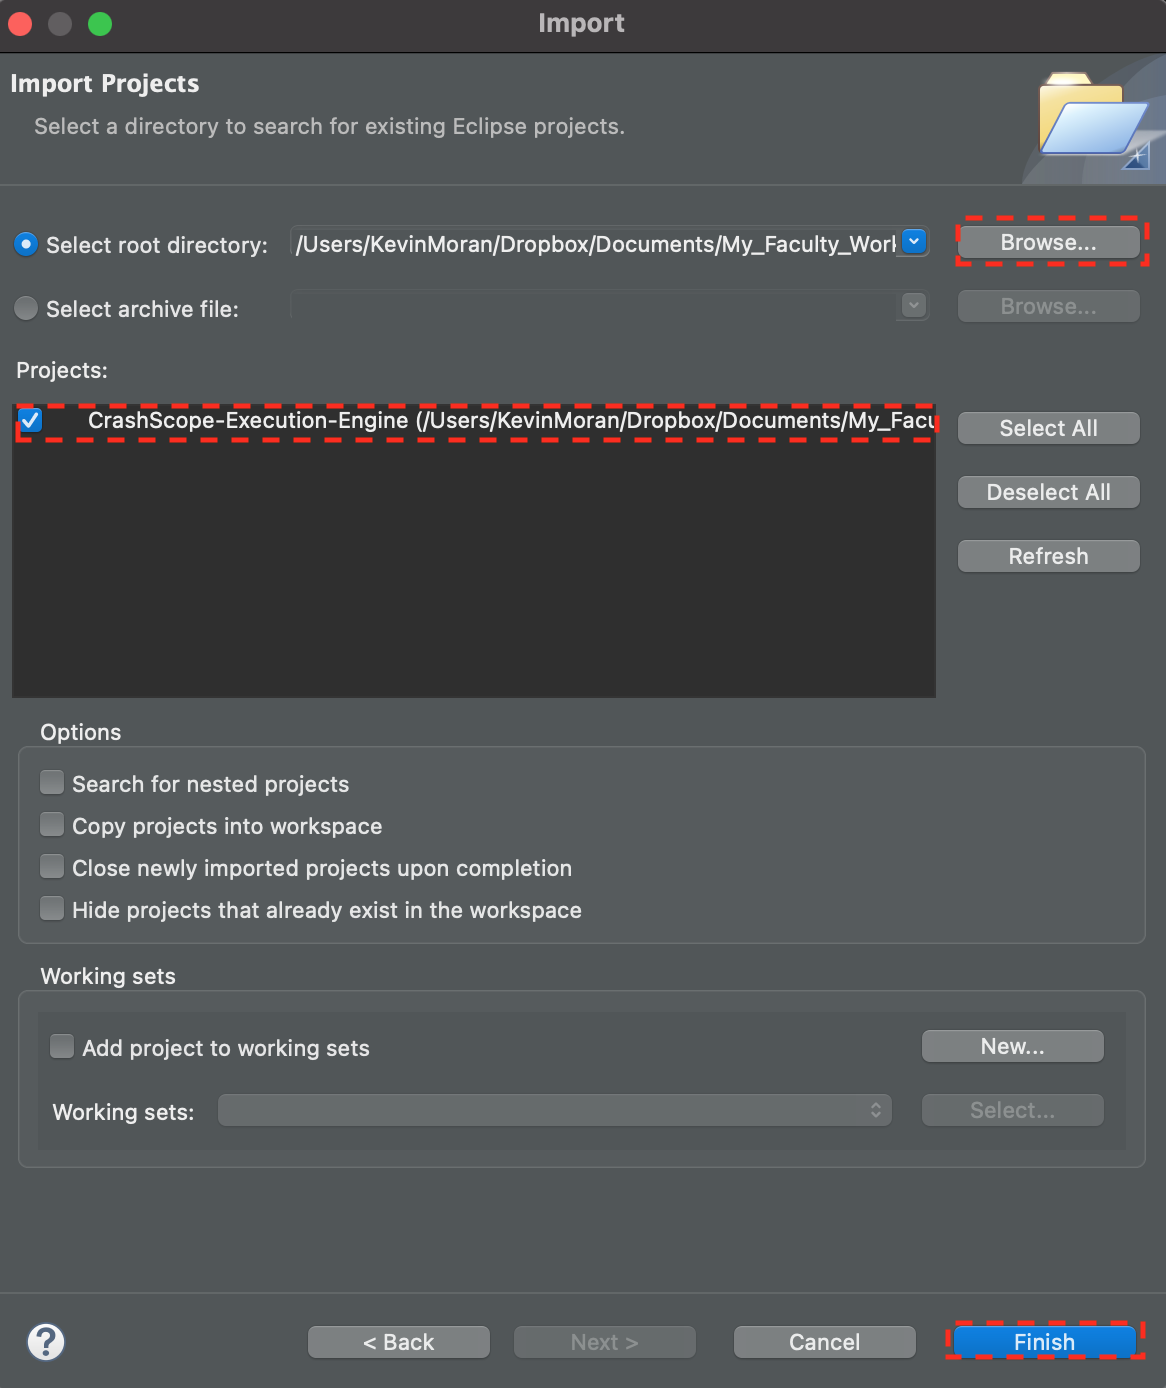 Import
Import Projects
Select a directory to search for existing Eclipse projects.
Select root directory: /Users/KevinMoran/Dropbox/Documents/My_Faculty_Work Browse...
Select archive file: Browse...
Projects:
CrashScope-Execution-Engine (/Users/KevinMoran/Dropbox/Documents/My_Facu
Select All
Deselect All
Refresh
Options
Search for nested projects
Copy projects into workspace
Close newly imported projects upon completion
Hide projects that already exist in the workspace
Working sets
Add project to working sets New...
Working sets: Select...
? < Back Next > Cancel Finish